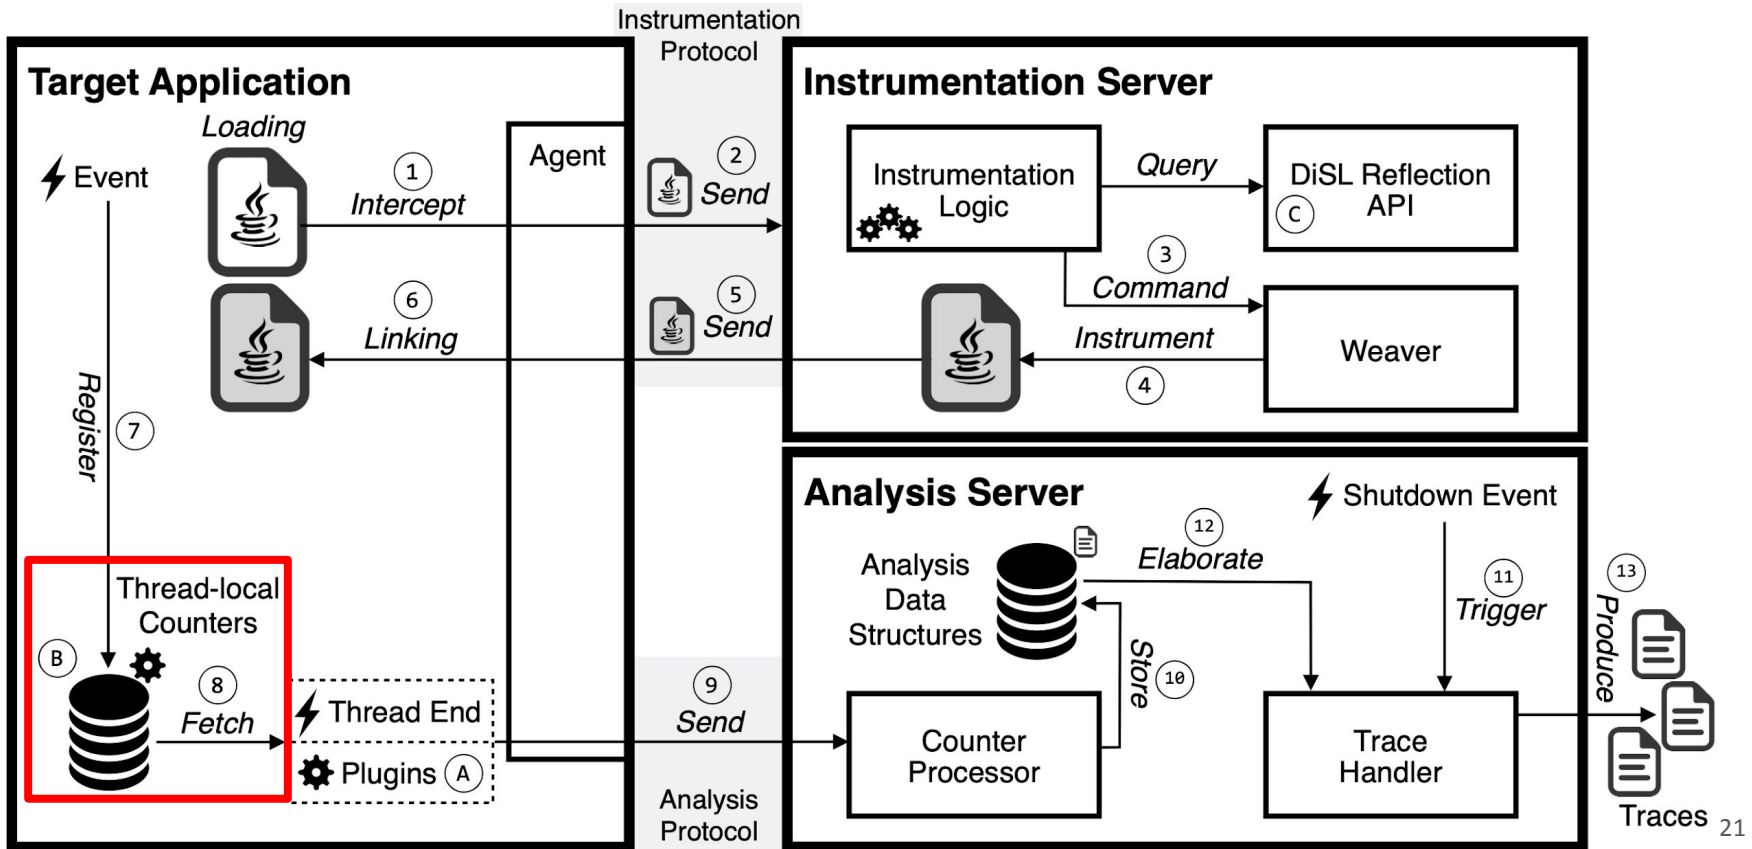 Instrumentation
Protocol
Target Application
Loading
Event
1
Intercept
Agent
2
Send
6
Linking
5
Send
Register
7
Thread-local
Counters
B
8
Fetch
Thread End
Plugins A
9
Send
Analysis
Protocol
Instrumentation Server
Instrumentation
Logic
Query
DiSL Reflection
API
C
3
Command
Instrument
4
Weaver
Analysis Server
Shutdown Event
Analysis
Data
Structures
12
Elaborate
11
Trigger
Store
10
Counter
Processor
Trace
Handler
13
Produce
Traces
21